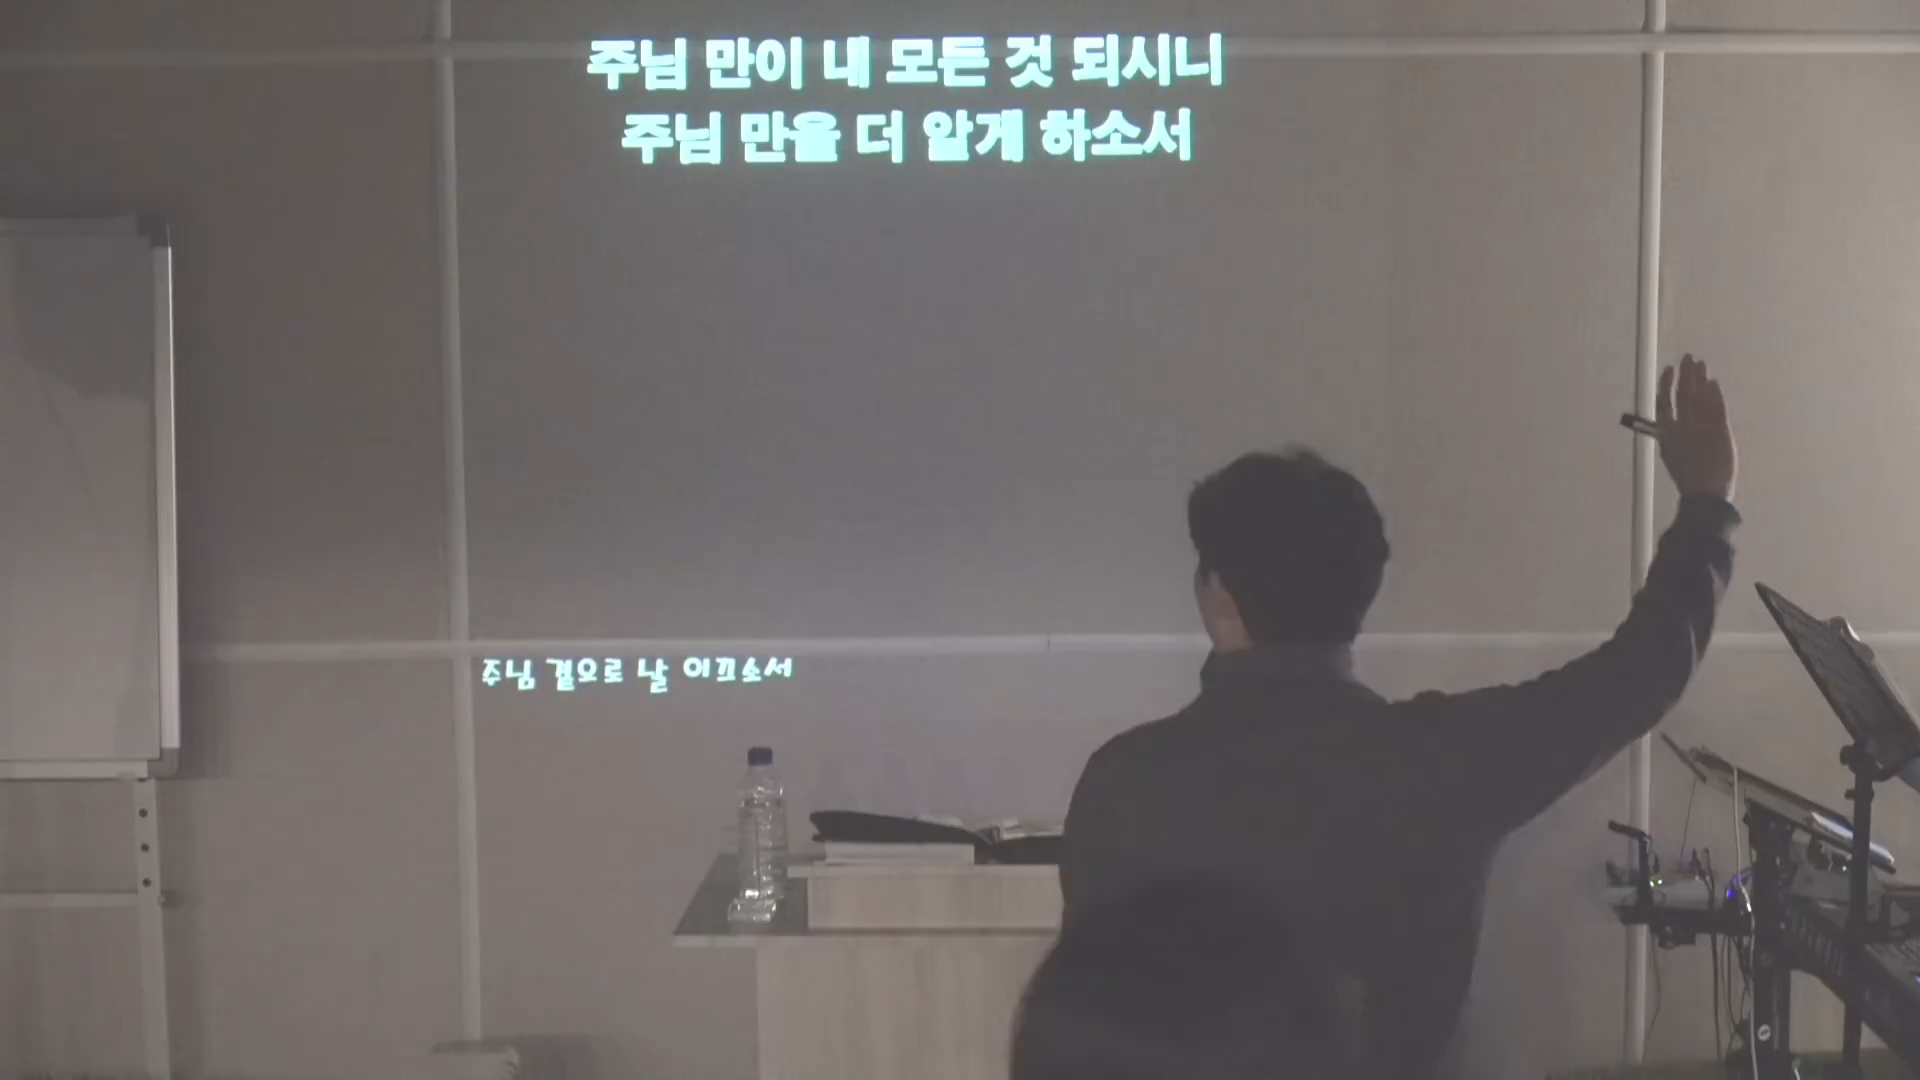 주님 만이 내 모든 것 되시니
주님 만을 더 알게 하소서
주님 곁으로 날 이끄소서